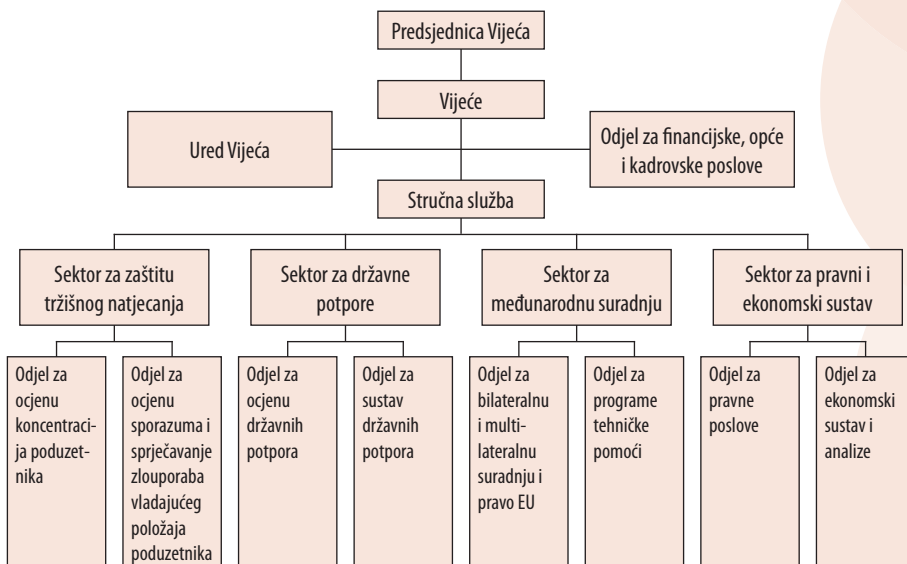 Predsjednica Vijeća
Vijeće
Ured Vijeća
Odjel za financijske, opće
i kadrovske poslove
Stručna služba
Sektor za zaštitu
tržišnog natjecanja
Sektor za državne
potpore
Sektor za
međunarodnu suradnju
Sektor za pravni i
ekonomski sustav
Odjel za
ocjenu
koncentraci-
ja poduzet-
nika
Odjel za
ocjenu
sporazuma i
sprječavanje
zlouporaba
vladajućeg
položaja
poduzetnika
Odjel za
ocjenu
državnih
potpora
Odjel za
sustav
državnih
potpora
Odjel za
bilateralnu
i multi-
lateralnu
suradnju i
pravo EU
Odjel za
programe
tehničke
pomoći
Odjel za
pravne
poslove
Odjel za
ekonomski
sustav i
analize